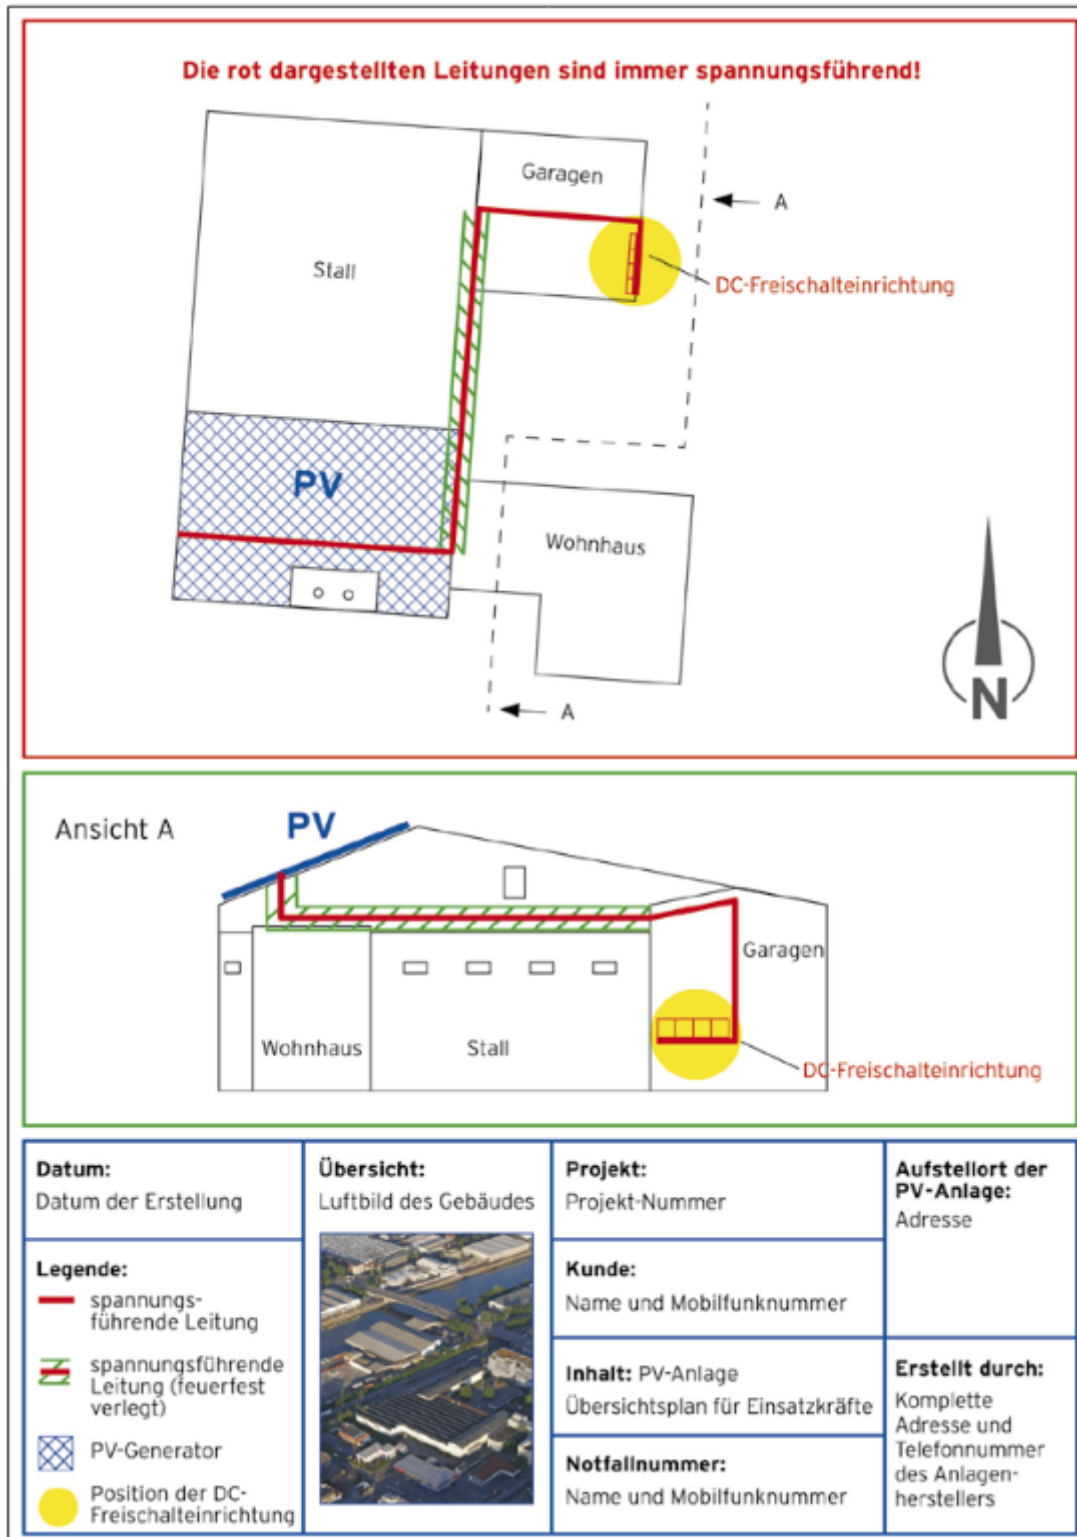 Die rot dargestellten Leitungen sind immer spannungsführend!
Garagen
A
Stall
DC-Freischalteinrichtung
PV
Wohnhaus
A
N
Ansicht A
PV
Garagen
Wohnhaus
Stall
DC-Freischalteinrichtung
Datum:
Datum der Erstellung
Legende:
spannungs-
führende Leitung
spannungsführende
Leitung (feuerfest
verlegt)
PV-Generator
Position der DC-
Freischalteinrichtung
Übersicht:
Luftbild des Gebäudes
Projekt:
Projekt-Nummer
Kunde:
Name und Mobilfunknummer
Inhalt: PV-Anlage
Übersichtsplan für Einsatzkräfte
Notfallnummer:
Name und Mobilfunknummer
Aufstellort der
PV-Anlage:
Adresse
Erstellt durch:
Komplette
Adresse und
Telefonnummer
des Anlagen-
herstellers